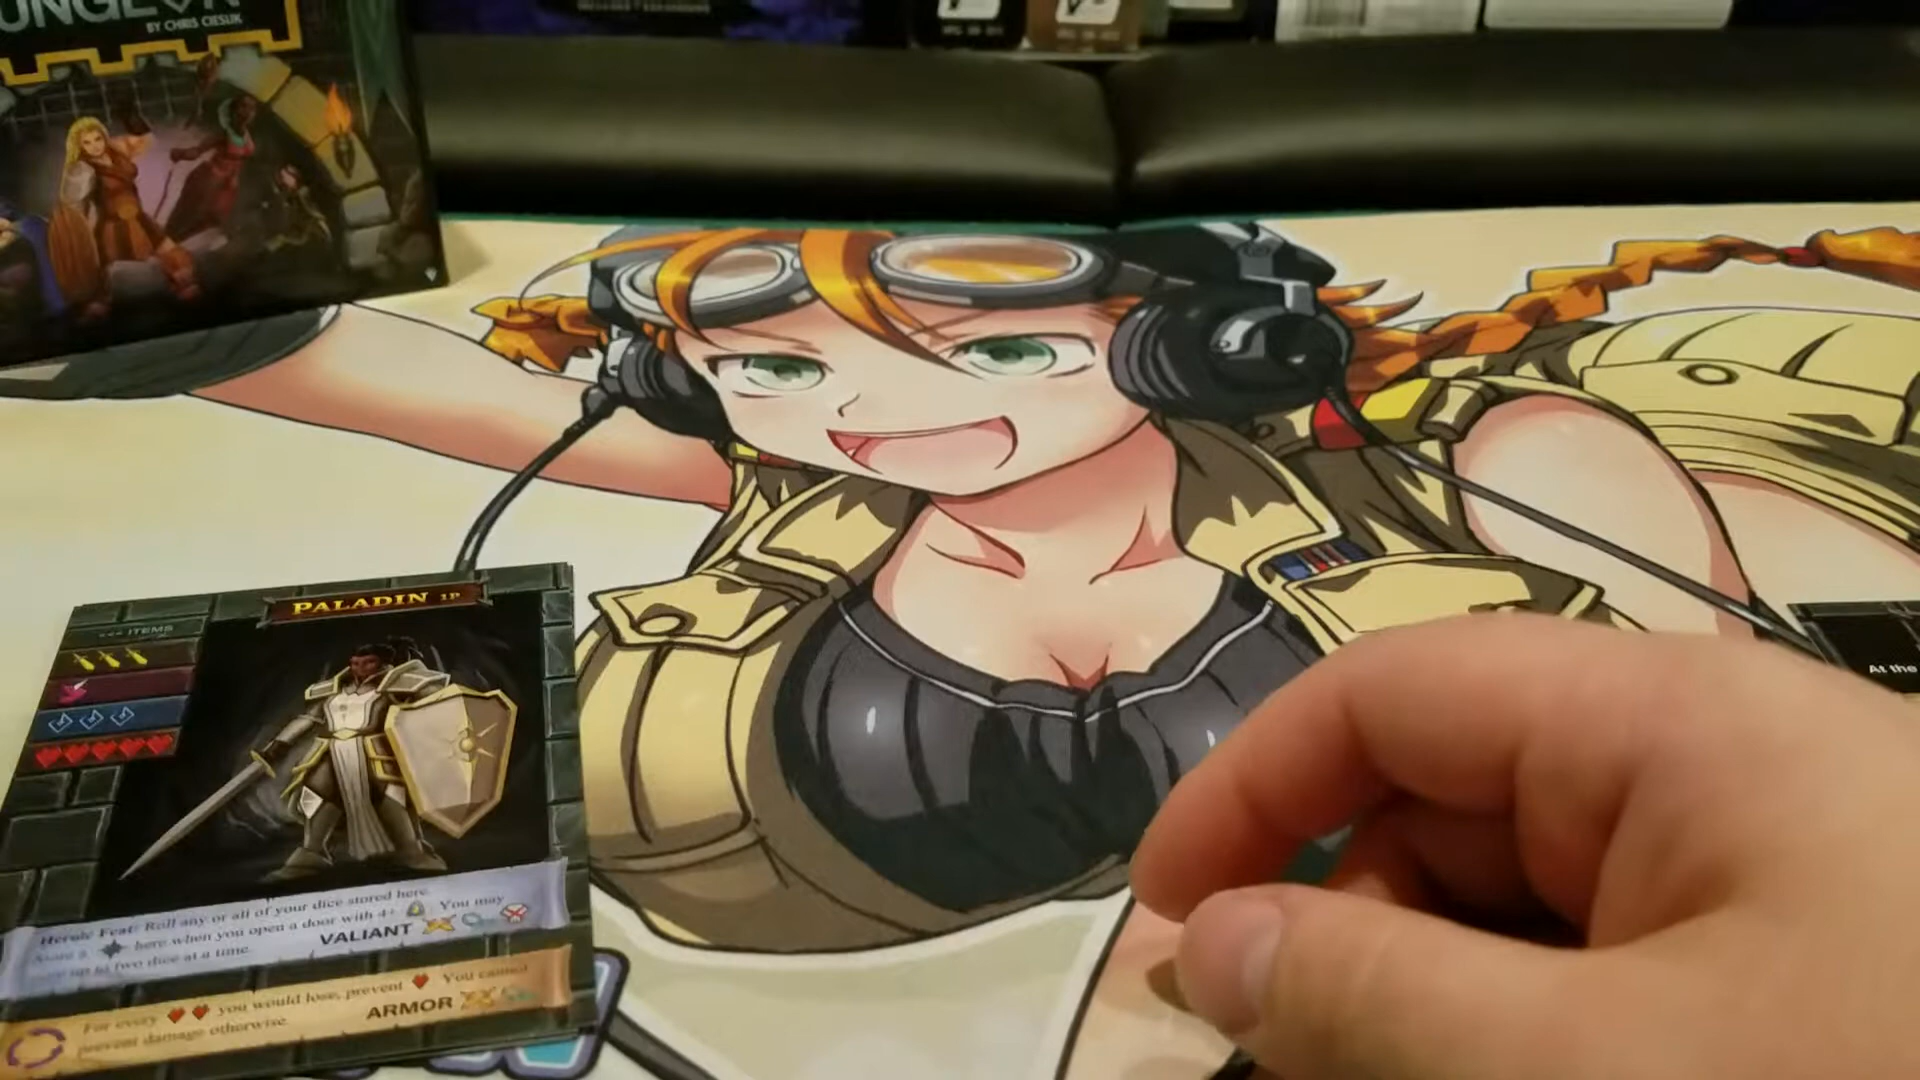 UNGEON
BY CHRIS CIESLIK
PALADIN 1P
ITEMS
Heroic Feat: Roll any or all of your dice stored here.
here when you open a door with 4+ You may
up to two dice at a time.
VALIANT
For every you would lose, prevent You cannot
prevent damage otherwise.
ARMOR
At the